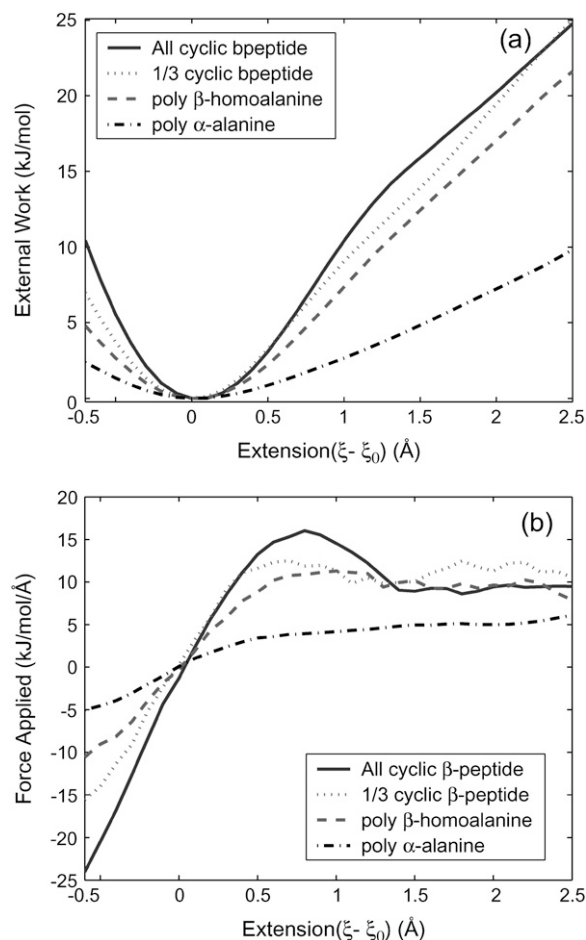 (a)
All cyclic bpeptide
1/3 cyclic bpeptide
poly β-homoalanine
poly α-alanine
External Work (kJ/mol)
25
20
15
10
5
0
-0.5 0 0.5 1 1.5 2 2.5
Extension(ξ- ξ₀) (Å)
(b)
Force Applied (kJ/mol/Å)
20
15
10
5
0
-5
-10
-15
-20
-25
All cyclic β-peptide
1/3 cyclic β-peptide
poly β-homoalanine
poly α-alanine
-0.5 0 0.5 1 1.5 2 2.5
Extension(ξ- ξ₀) (Å)